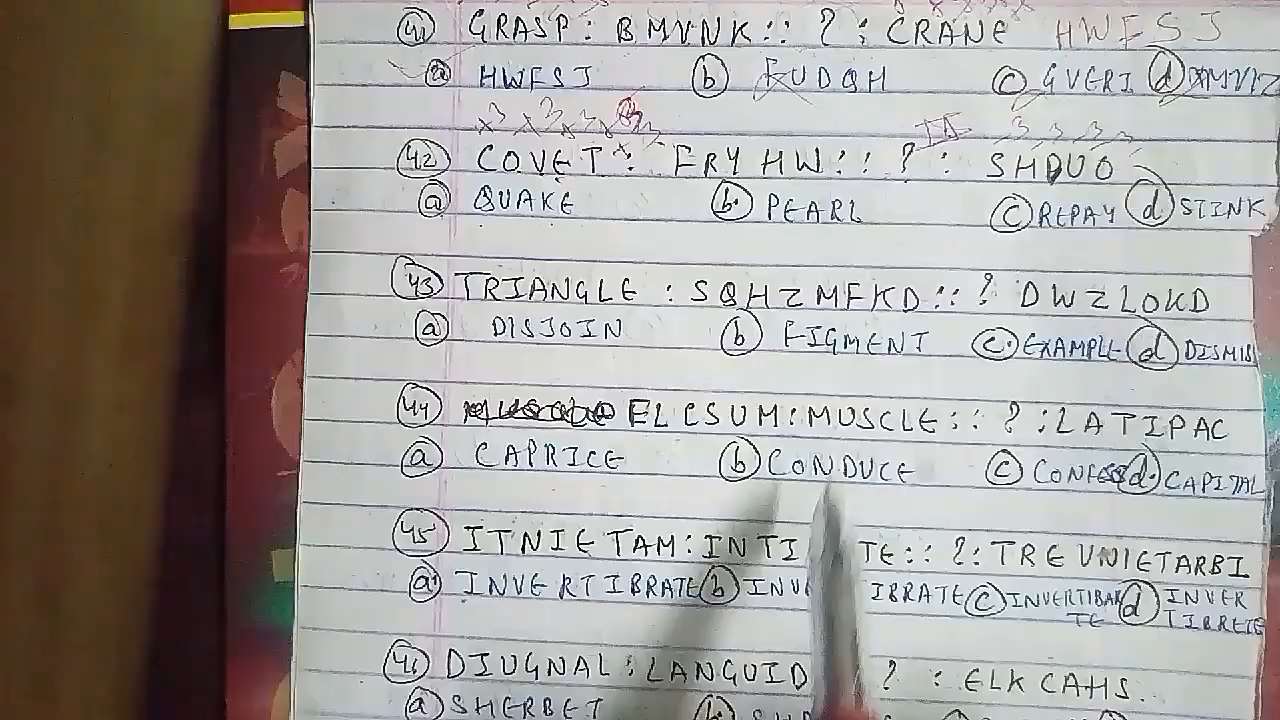 41 GRASP : BMVNK :: ? : CRANE HWFSJ
a HWFSJ b FUDQH c GVERI d
42 COVET : FRYHW :: ? : SHDUO
a QUAKE b PEARL c REPAY d STINK
43 TRIANGLE : SQHZMFKD :: ? DWZLOKD
a DISJOIN b FIGMENT c EXAMPLE d DISMIS
44 ELCSUM : MUSCLE :: ? : LATIPAC
a CAPRICE b CONDUCE c d CAPITAL
45 ITNIETAM : INTI TE :: ? : TREVNIETARBI
a INVERTIBRATE b INV IBRATE c INVERTIBAR d INVER
TE TIBRETE
46 DIUGNAL : LANGUID ? : ELKCAHS
a SHERBET b